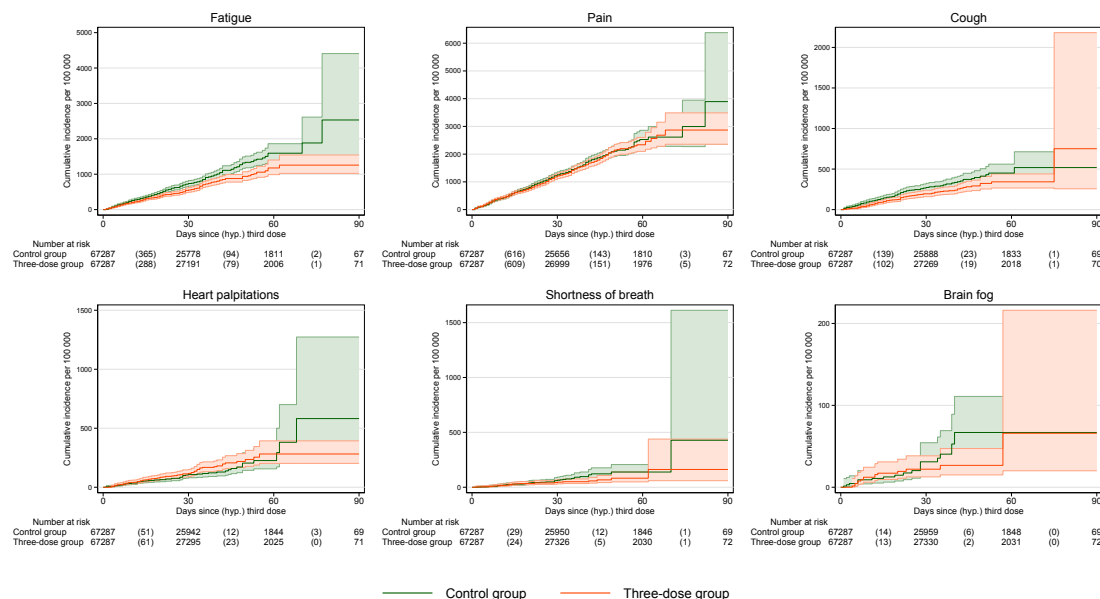 Fatigue Pain Cough
Cumulative incidence per 100 000
5000
4000
3000
2000
1000
0
0 30 60 90
Days since (hyp.) third dose
Cumulative incidence per 100 000
6000
5000
4000
3000
2000
1000
0
0 30 60 90
Days since (hyp.) third dose
Cumulative incidence per 100 000
2000
1500
1000
500
0
0 30 60 90
Days since (hyp.) third dose
Number at risk
Control group 67287 (365) 25778 (94) 1811 (2) 67
Three-dose group 67287 (288) 27191 (79) 2006 (1) 71
Number at risk
Control group 67287 (616) 25656 (143) 1810 (3) 67
Three-dose group 67287 (609) 26999 (151) 1976 (5) 72
Number at risk
Control group 67287 (139) 25888 (23) 1833 (1) 69
Three-dose group 67287 (102) 27269 (19) 2018 (1) 70
Heart palpitations Shortness of breath Brain fog
Cumulative incidence per 100 000
1500
1000
500
0
0 30 60 90
Days since (hyp.) third dose
Cumulative incidence per 100 000
1500
1000
500
0
0 30 60 90
Days since (hyp.) third dose
Cumulative incidence per 100 000
200
100
0
0 30 60 90
Days since (hyp.) third dose
Number at risk
Control group 67287 (51) 25942 (12) 1844 (3) 69
Three-dose group 67287 (61) 27295 (23) 2025 (0) 71
Number at risk
Control group 67287 (29) 25950 (12) 1846 (1) 69
Three-dose group 67287 (24) 27326 (5) 2030 (1) 72
Number at risk
Control group 67287 (14) 25959 (6) 1848 (0) 69
Three-dose group 67287 (13) 27330 (2) 2031 (0) 72
Control group Three-dose group